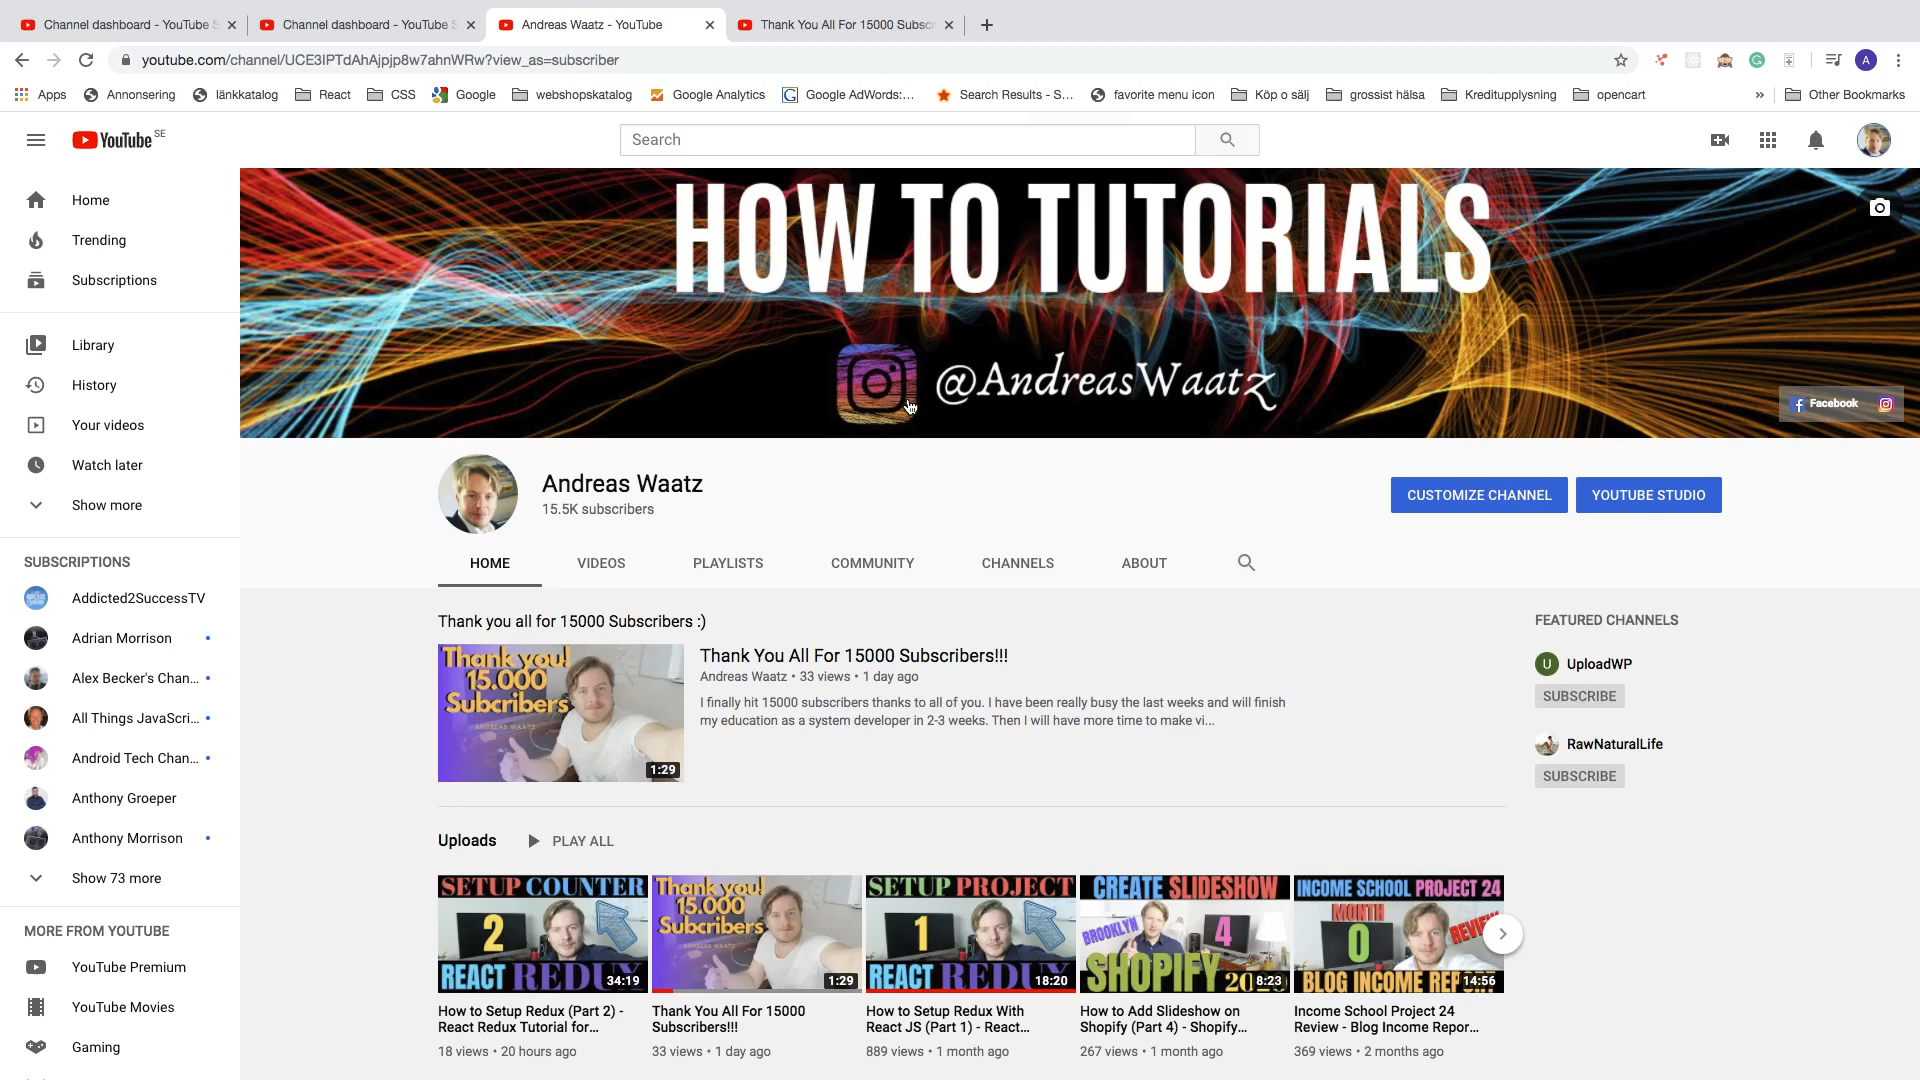 Channel dashboard - YouTube S
Channel dashboard - YouTube S
Andreas Waatz - YouTube
Thank You All For 15000 Subscr
youtube.com/channel/UCE3IPTdAhAjpjp8w7ahnWRw?view_as=subscriber
A
Apps
Annonsering
länkkatalog
React
CSS
Google
webshopskatalog
Google Analytics
Google AdWords:...
Search Results - S...
favorite menu icon
Köp o sälj
grossist hälsa
Kreditupplysning
opencart
»
Other Bookmarks
YouTube SE
Search
Home
Trending
Subscriptions
Library
History
Your videos
Watch later
Show more
SUBSCRIPTIONS
Addicted2SuccessTV
Adrian Morrison
Alex Becker's Chan...
All Things JavaScri...
Android Tech Chan...
Anthony Groeper
Anthony Morrison
Show 73 more
MORE FROM YOUTUBE
YouTube Premium
YouTube Movies
Gaming
HOW TO TUTORIALS
@AndreasWaatz
Facebook
Andreas Waatz
15.5K subscribers
CUSTOMIZE CHANNEL
YOUTUBE STUDIO
HOME
VIDEOS
PLAYLISTS
COMMUNITY
CHANNELS
ABOUT
Thank you all for 15000 Subscribers :)
Thank you!
15.000
Subcribers
ANDREAS WAATZ
1:29
Thank You All For 15000 Subscribers!!!
Andreas Waatz • 33 views • 1 day ago
I finally hit 15000 subscribers thanks to all of you. I have been really busy the last weeks and will finish
my education as a system developer in 2-3 weeks. Then I will have more time to make vi...
FEATURED CHANNELS
U
UploadWP
SUBSCRIBE
RawNaturalLife
SUBSCRIBE
Uploads
PLAY ALL
SETUP COUNTER
2
REACT REDUX
34:19
How to Setup Redux (Part 2) -
React Redux Tutorial for...
18 views • 20 hours ago
Thank you!
15.000
Subcribers
ANDREAS WAATZ
1:29
Thank You All For 15000
Subscribers!!!
33 views • 1 day ago
SETUP PROJECT
1
REACT REDUX
18:20
How to Setup Redux With
React JS (Part 1) - React...
889 views • 1 month ago
CREATE SLIDESHOW
BROOKLYN
4
SHOPIFY 2020
8:23
How to Add Slideshow on
Shopify (Part 4) - Shopify...
267 views • 1 month ago
INCOME SCHOOL PROJECT 24
MONTH
0
REVIEW
BLOG INCOME REPORT
14:56
Income School Project 24
Review - Blog Income Repor...
369 views • 2 months ago